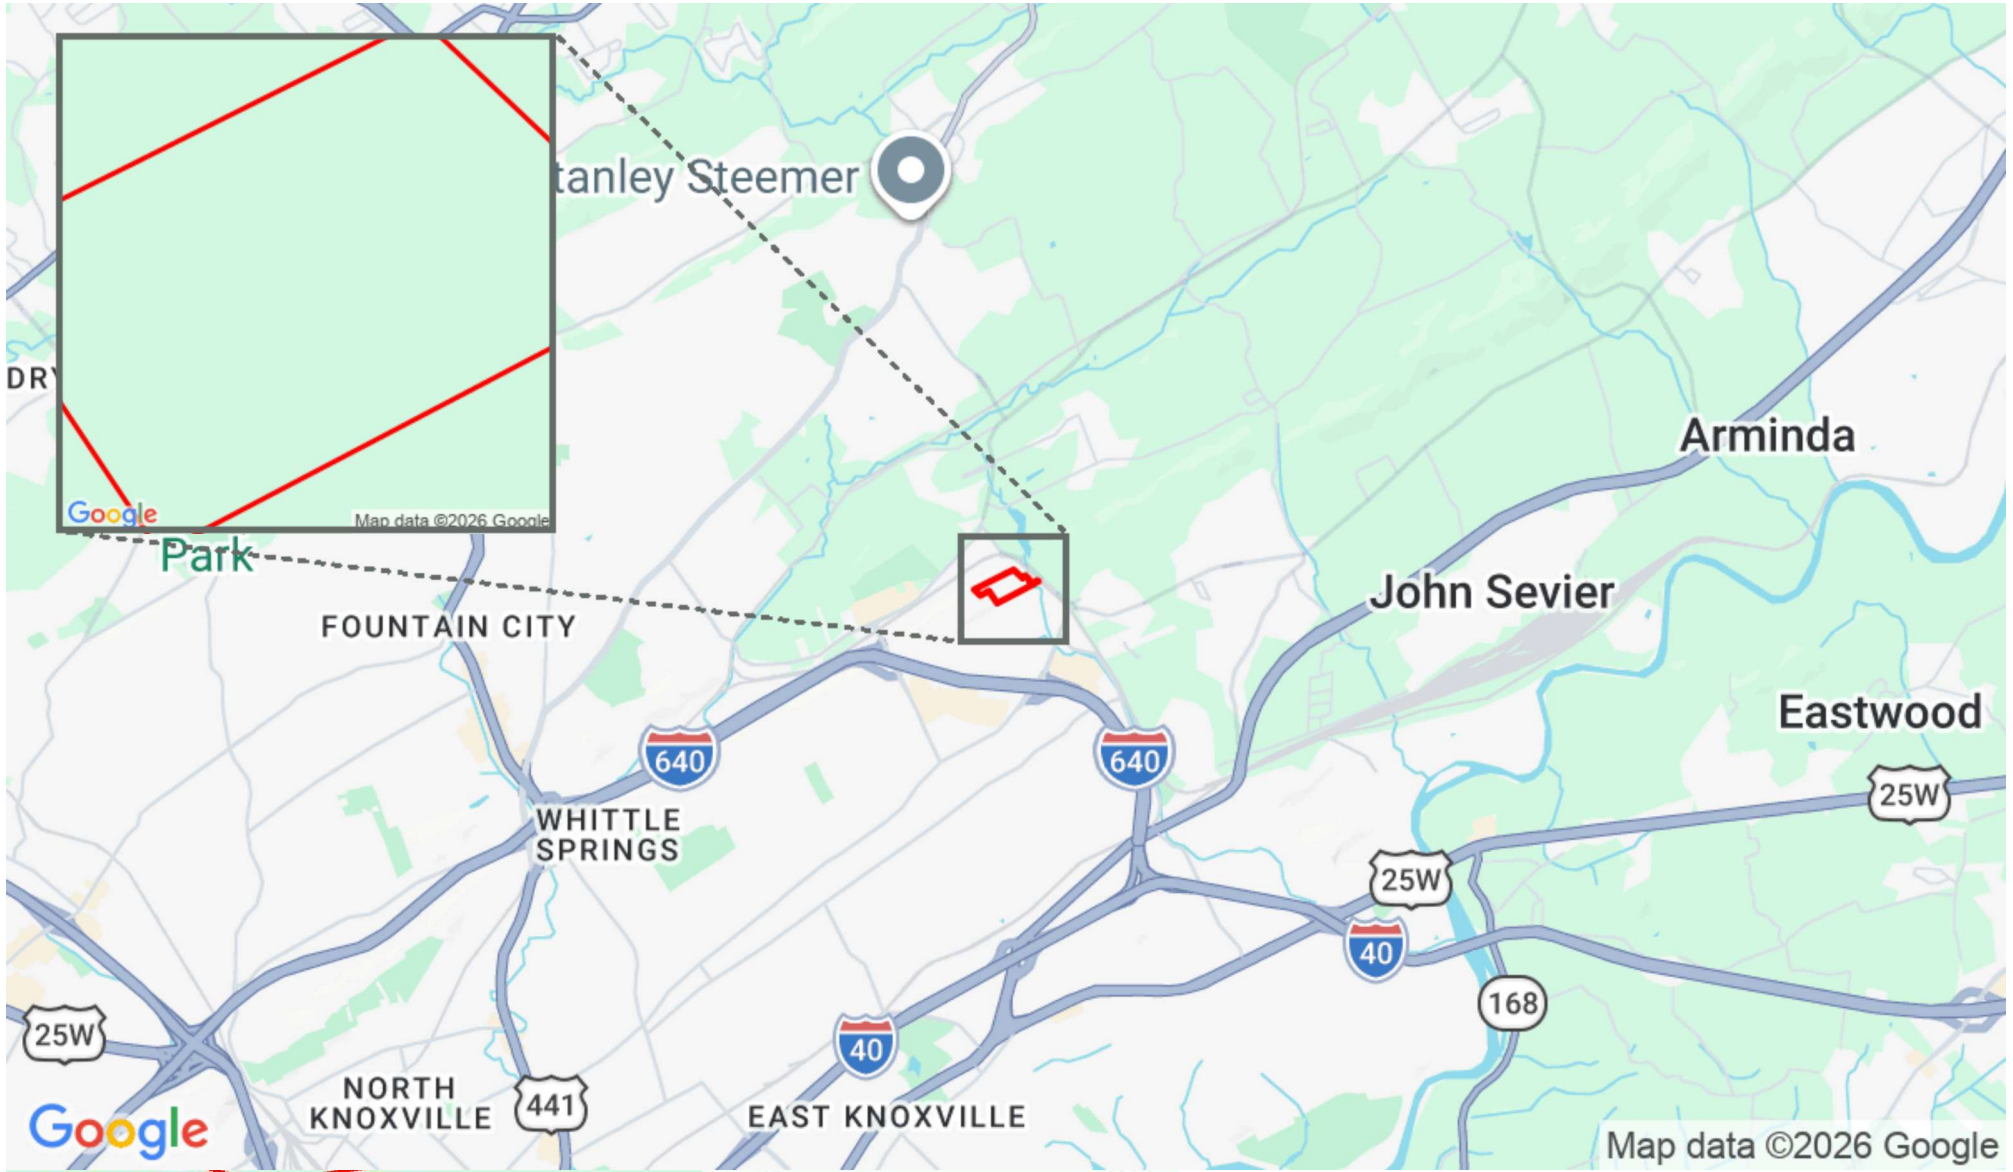 Google
Map data ©2026 Google
tanley Steemer
DRY
Park
FOUNTAIN CITY
Arminda
John Sevier
Eastwood
640
640
25W
WHITTLE
SPRINGS
25W
40
168
25W
40
NORTH
KNOXVILLE
441
EAST KNOXVILLE
Google
Map data ©2026 Google